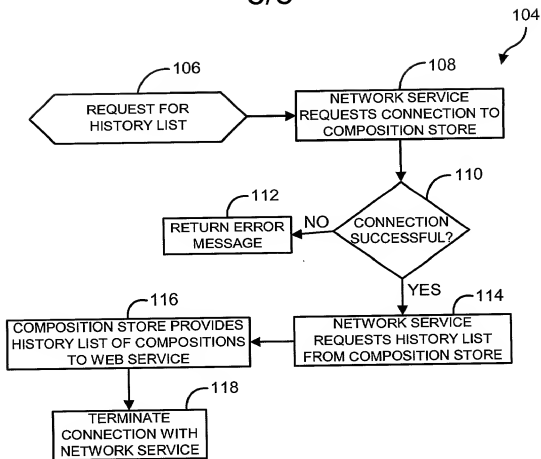 104
106
REQUEST FOR
HISTORY LIST
108
NETWORK SERVICE
REQUESTS CONNECTION TO
COMPOSITION STORE
110
CONNECTION
SUCCESSFUL?
NO
112
RETURN ERROR
MESSAGE
YES
114
NETWORK SERVICE
REQUESTS HISTORY LIST
FROM COMPOSITION STORE
116
COMPOSITION STORE PROVIDES
HISTORY LIST OF COMPOSITIONS
TO WEB SERVICE
118
TERMINATE
CONNECTION WITH
NETWORK SERVICE